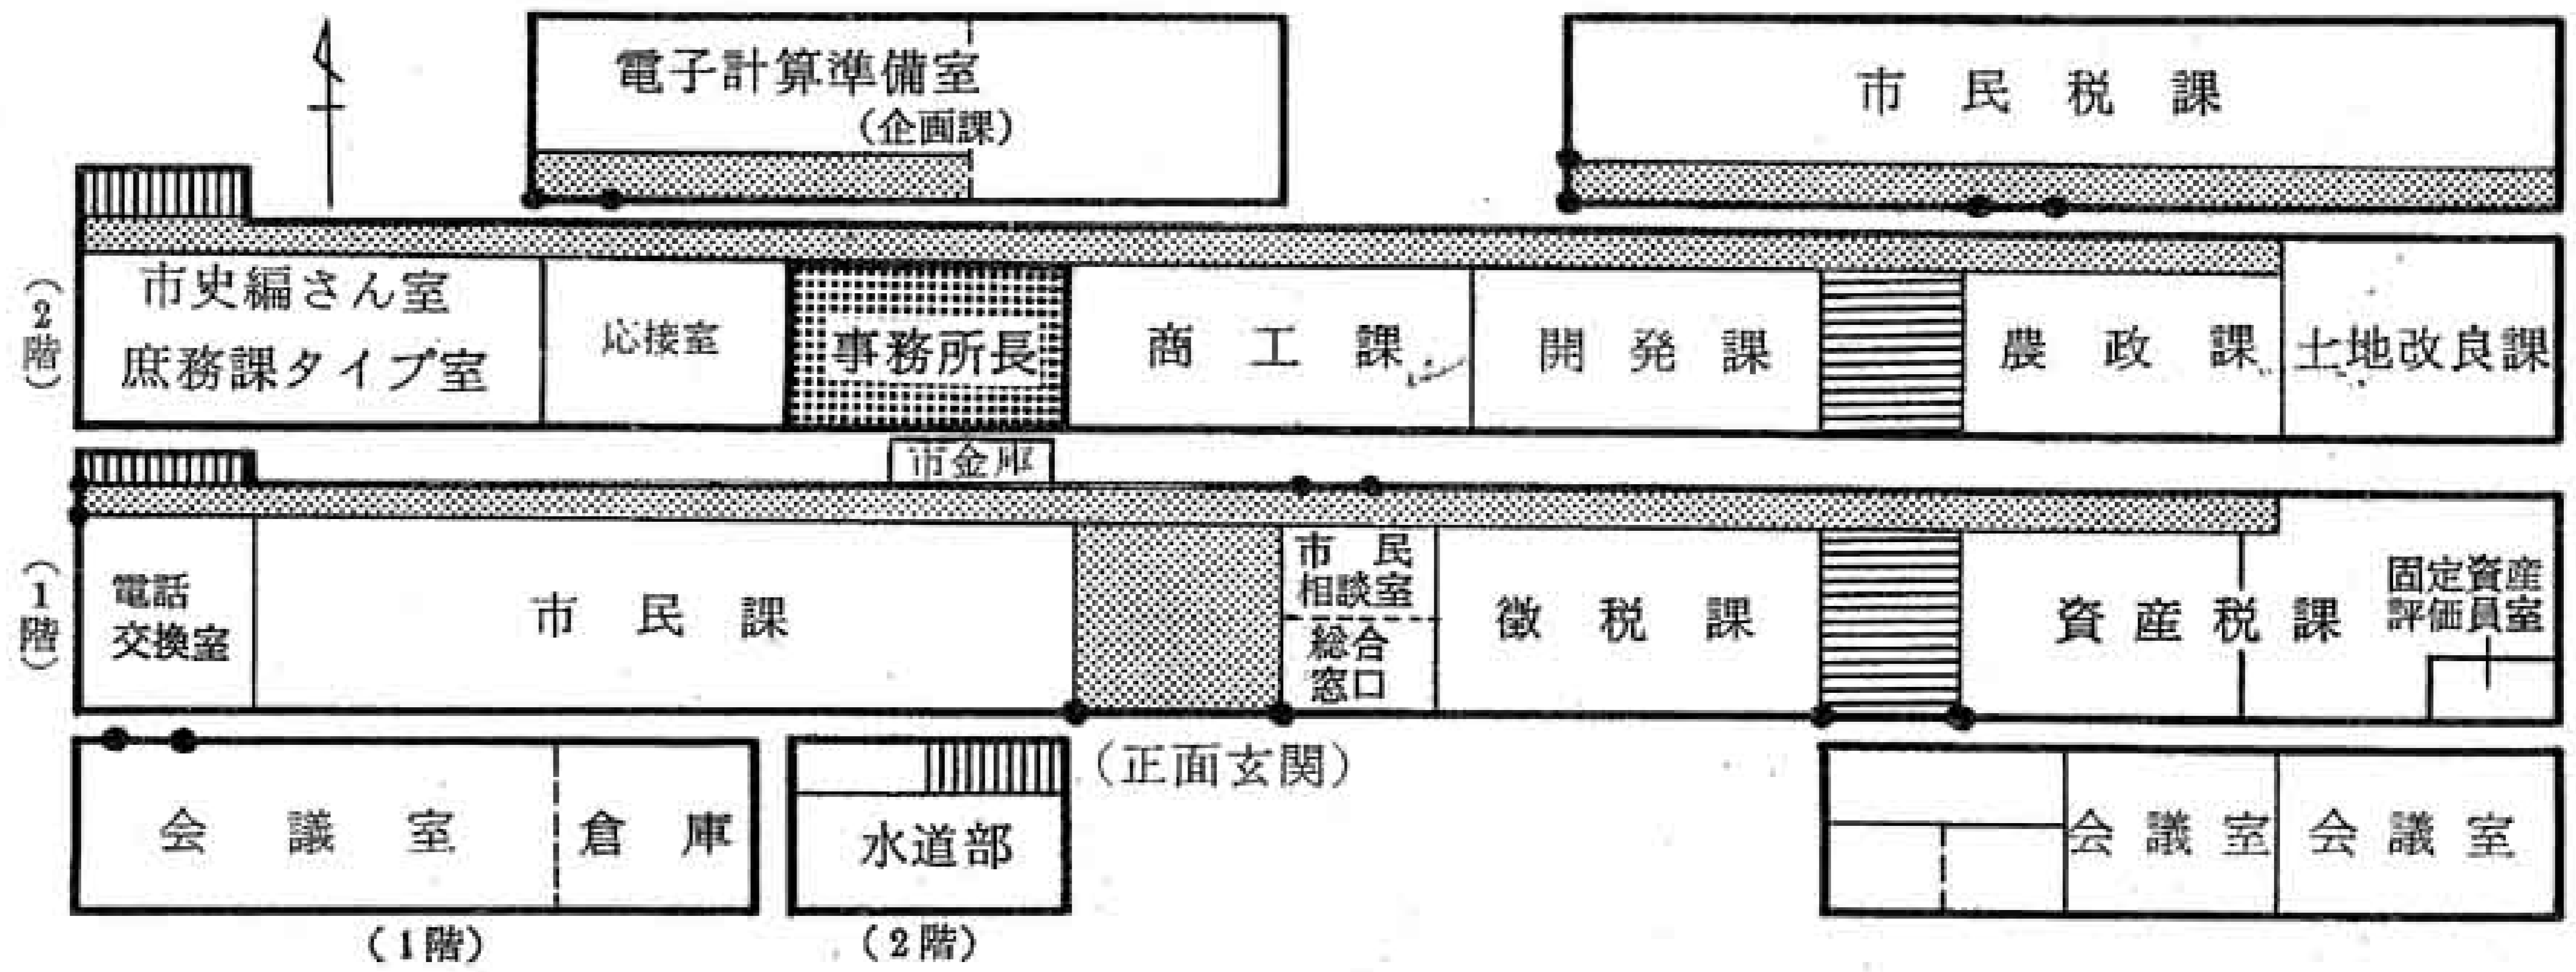 電子計算準備室
(企画課)
市民税課
(2階)
市史編さん室
庶務課タイプ室
応接室
事務所長
商工課
開発課
農政課
土地改良課
市金庫
(1階)
電話
交換室
市民課
市民
相談室
総合
窓口
徴税課
資産税課
固定資産
評価員室
(正面玄関)
会議室
倉庫
(1階)
水道部
(2階)
会議室
会議室